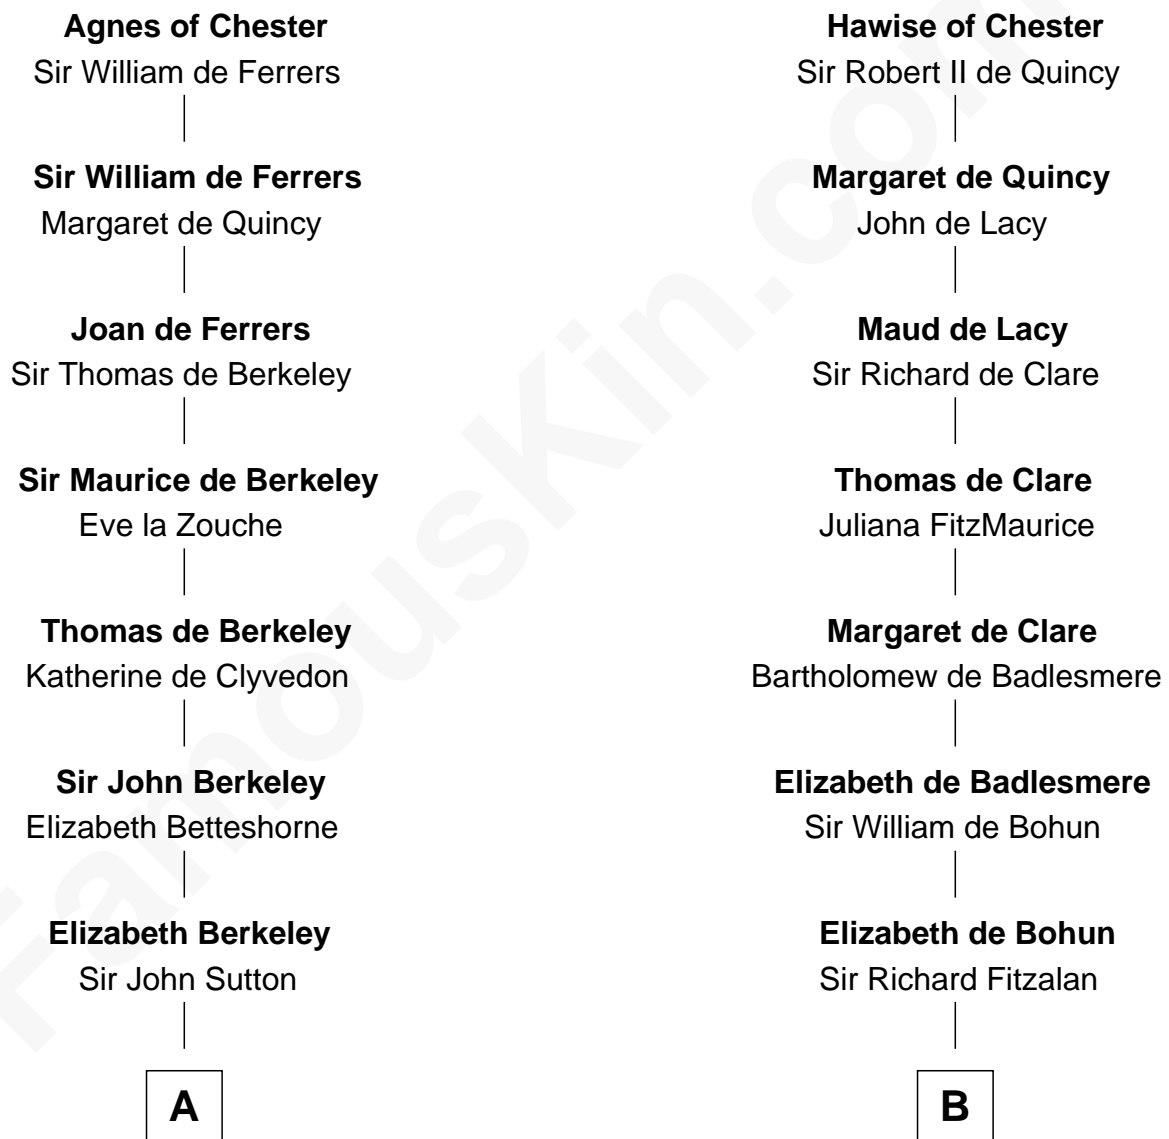 Agnes of Chester
Sir William de Ferrers
Sir William de Ferrers
Margaret de Quincy
Joan de Ferrers
Sir Thomas de Berkeley
Sir Maurice de Berkeley
Eve la Zouche
Thomas de Berkeley
Katherine de Clyvedon
Sir John Berkeley
Elizabeth Betteshorne
Elizabeth Berkeley
Sir John Sutton
A
Hawise of Chester
Sir Robert II de Quincy
Margaret de Quincy
John de Lacy
Maud de Lacy
Sir Richard de Clare
Thomas de Clare
Juliana FitzMaurice
Margaret de Clare
Bartholomew de Badlesmere
Elizabeth de Badlesmere
Sir William de Bohun
Elizabeth de Bohun
Sir Richard Fitzalan
B
FamousKin.com